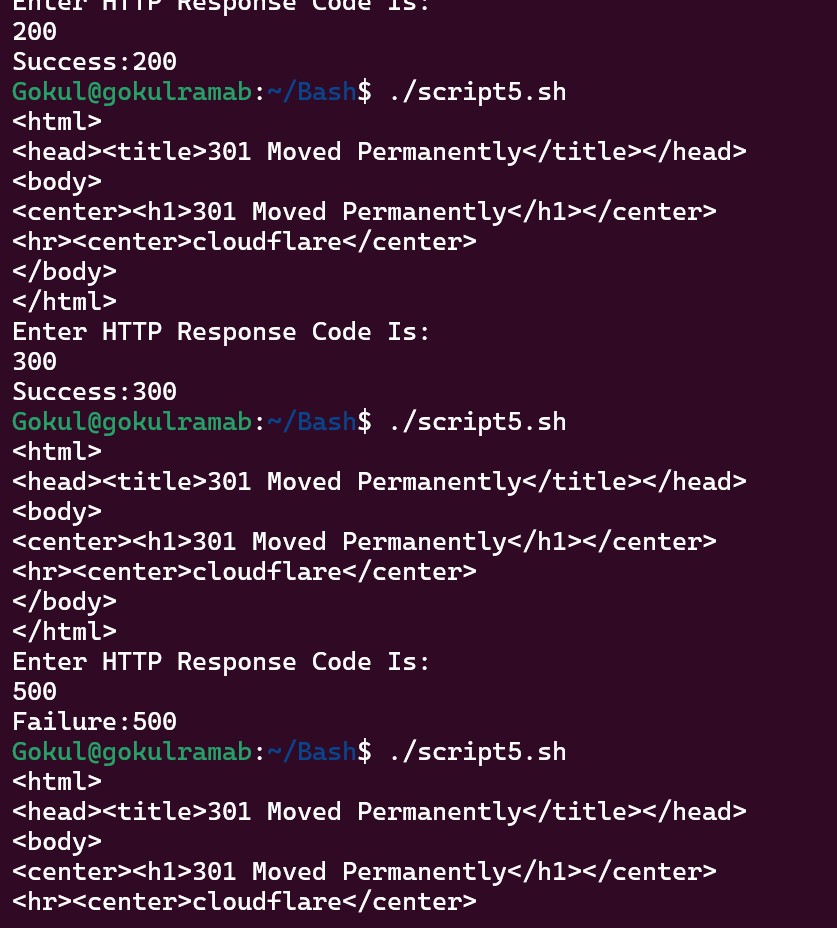 Enter HTTP Response Code Is:
200
Success:200
Gokul@gokulramab:~/Bash$ ./script5.sh
<html>
<head><title>301 Moved Permanently</title></head>
<body>
<center><h1>301 Moved Permanently</h1></center>
<hr><center>cloudflare</center>
</body>
</html>
Enter HTTP Response Code Is:
300
Success:300
Gokul@gokulramab:~/Bash$ ./script5.sh
<html>
<head><title>301 Moved Permanently</title></head>
<body>
<center><h1>301 Moved Permanently</h1></center>
<hr><center>cloudflare</center>
</body>
</html>
Enter HTTP Response Code Is:
500
Failure:500
Gokul@gokulramab:~/Bash$ ./script5.sh
<html>
<head><title>301 Moved Permanently</title></head>
<body>
<center><h1>301 Moved Permanently</h1></center>
<hr><center>cloudflare</center>